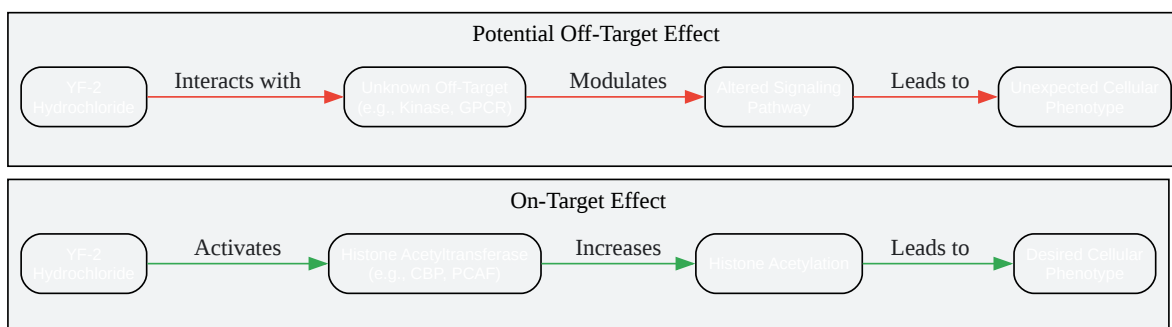 Potential Off-Target Effect
YF-2
Hydrochloride
Interacts with
Unknown Off-Target
(e.g., Kinase, GPCR)
Modulates
Altered Signaling
Pathway
Leads to
Unexpected Cellular
Phenotype
On-Target Effect
YF-2
Hydrochloride
Activates
Histone Acetyltransferase
(e.g., CBP, PCAF)
Increases
Histone Acetylation
Leads to
Desired Cellular
Phenotype